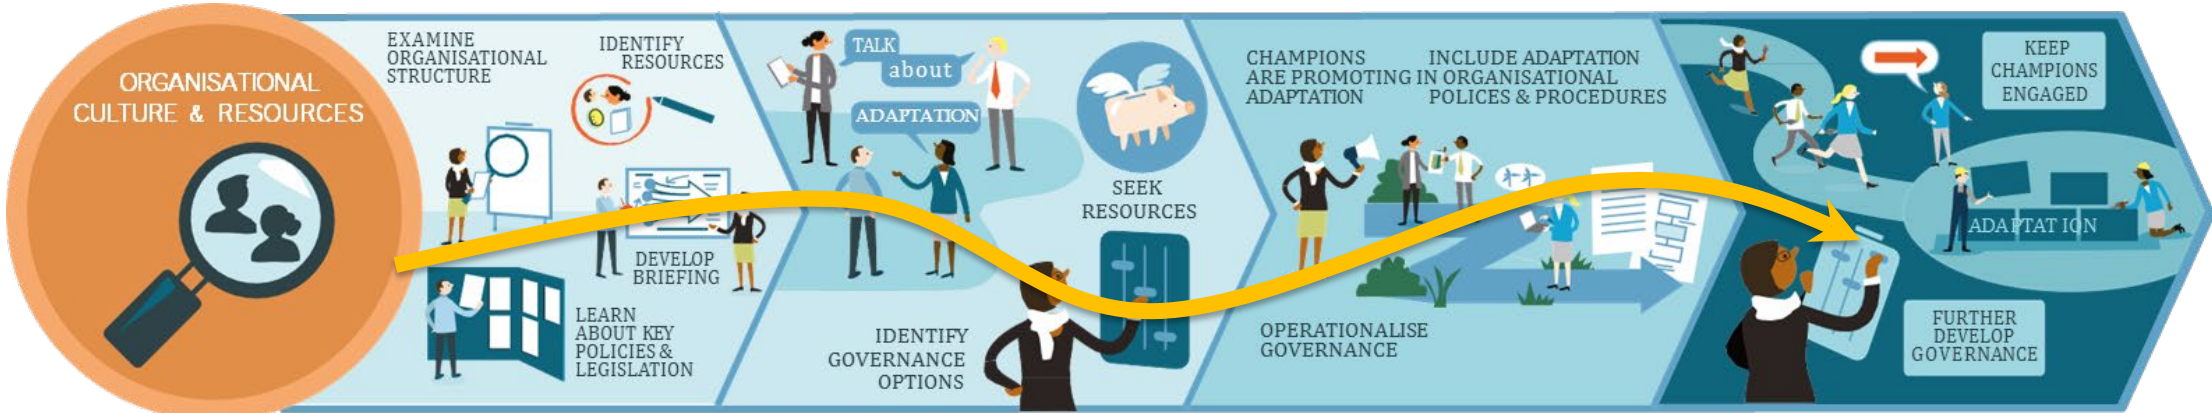 ORGANISATIONAL
CULTURE & RESOURCES
EXAMINE
ORGANISATIONAL
STRUCTURE
IDENTIFY
RESOURCES
DEVELOP
BRIEFING
LEARN
ABOUT KEY
POLICIES &
LEGISLATION
TALK
about
ADAPTATION
SEEK
RESOURCES
IDENTIFY
GOVERNANCE
OPTIONS
CHAMPIONS
ARE PROMOTING
ADAPTATION
INCLUDE ADAPTATION
IN ORGANISATIONAL
POLICES & PROCEDURES
OPERATIONALISE
GOVERNANCE
KEEP
CHAMPIONS
ENGAGED
ADAPTATION
FURTHER
DEVELOP
GOVERNANCE